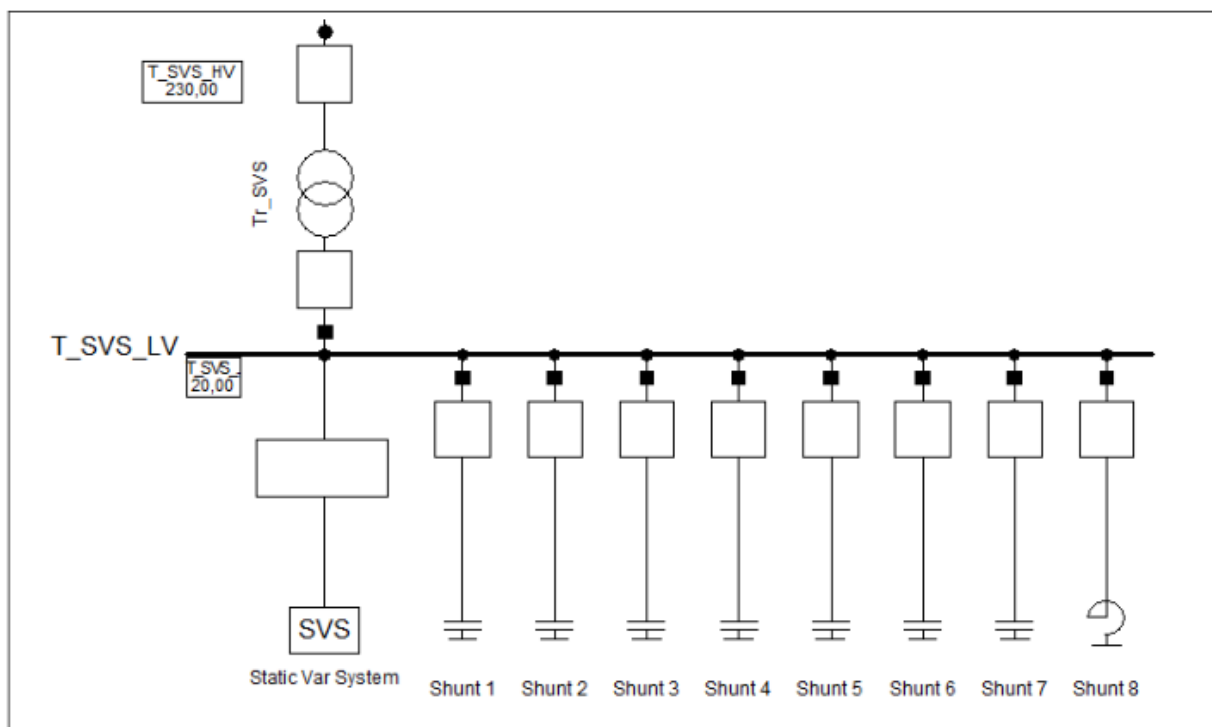 T_SVS_HV
230,00
Tr_SVS
T_SVS_LV
T_SVS_.
20,00
SVS
Static Var System
Shunt 1
Shunt 2
Shunt 3
Shunt 4
Shunt 5
Shunt 6
Shunt 7
Shunt 8